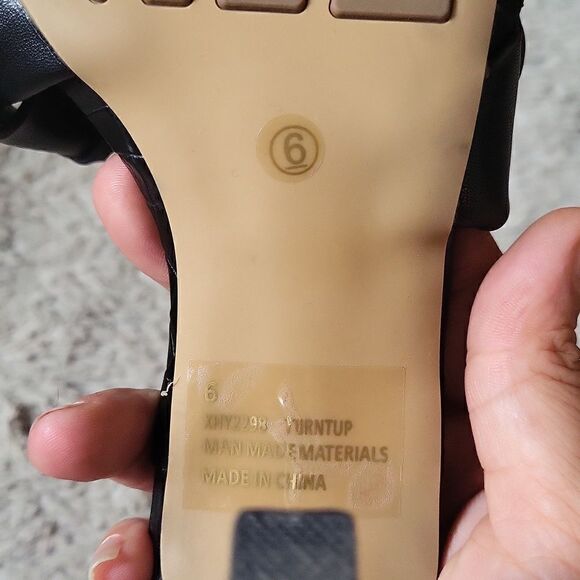 6
6
XHY2298 TURNTUP
MAN MADE MATERIALS
MADE IN CHINA